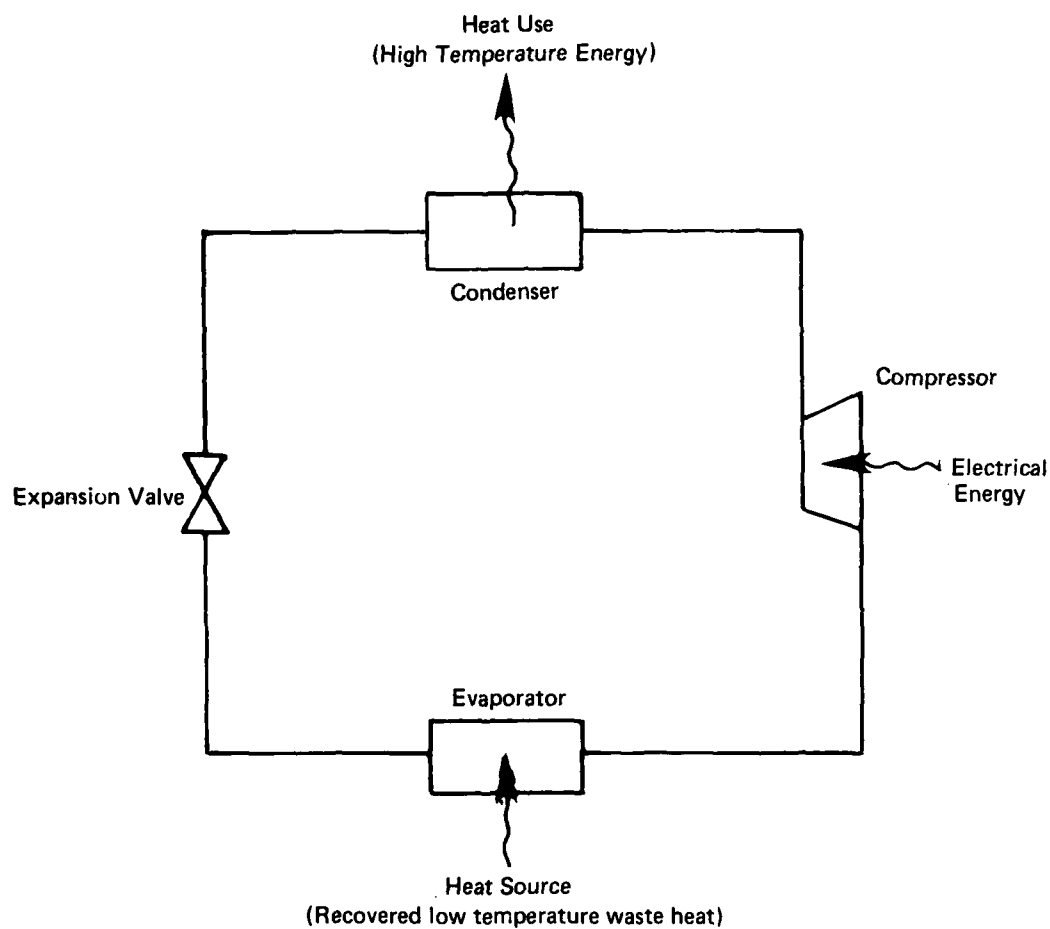 Heat Use
(High Temperature Energy)
Condenser
Compressor
Electrical
Energy
Expansion Valve
Evaporator
Heat Source
(Recovered low temperature waste heat)